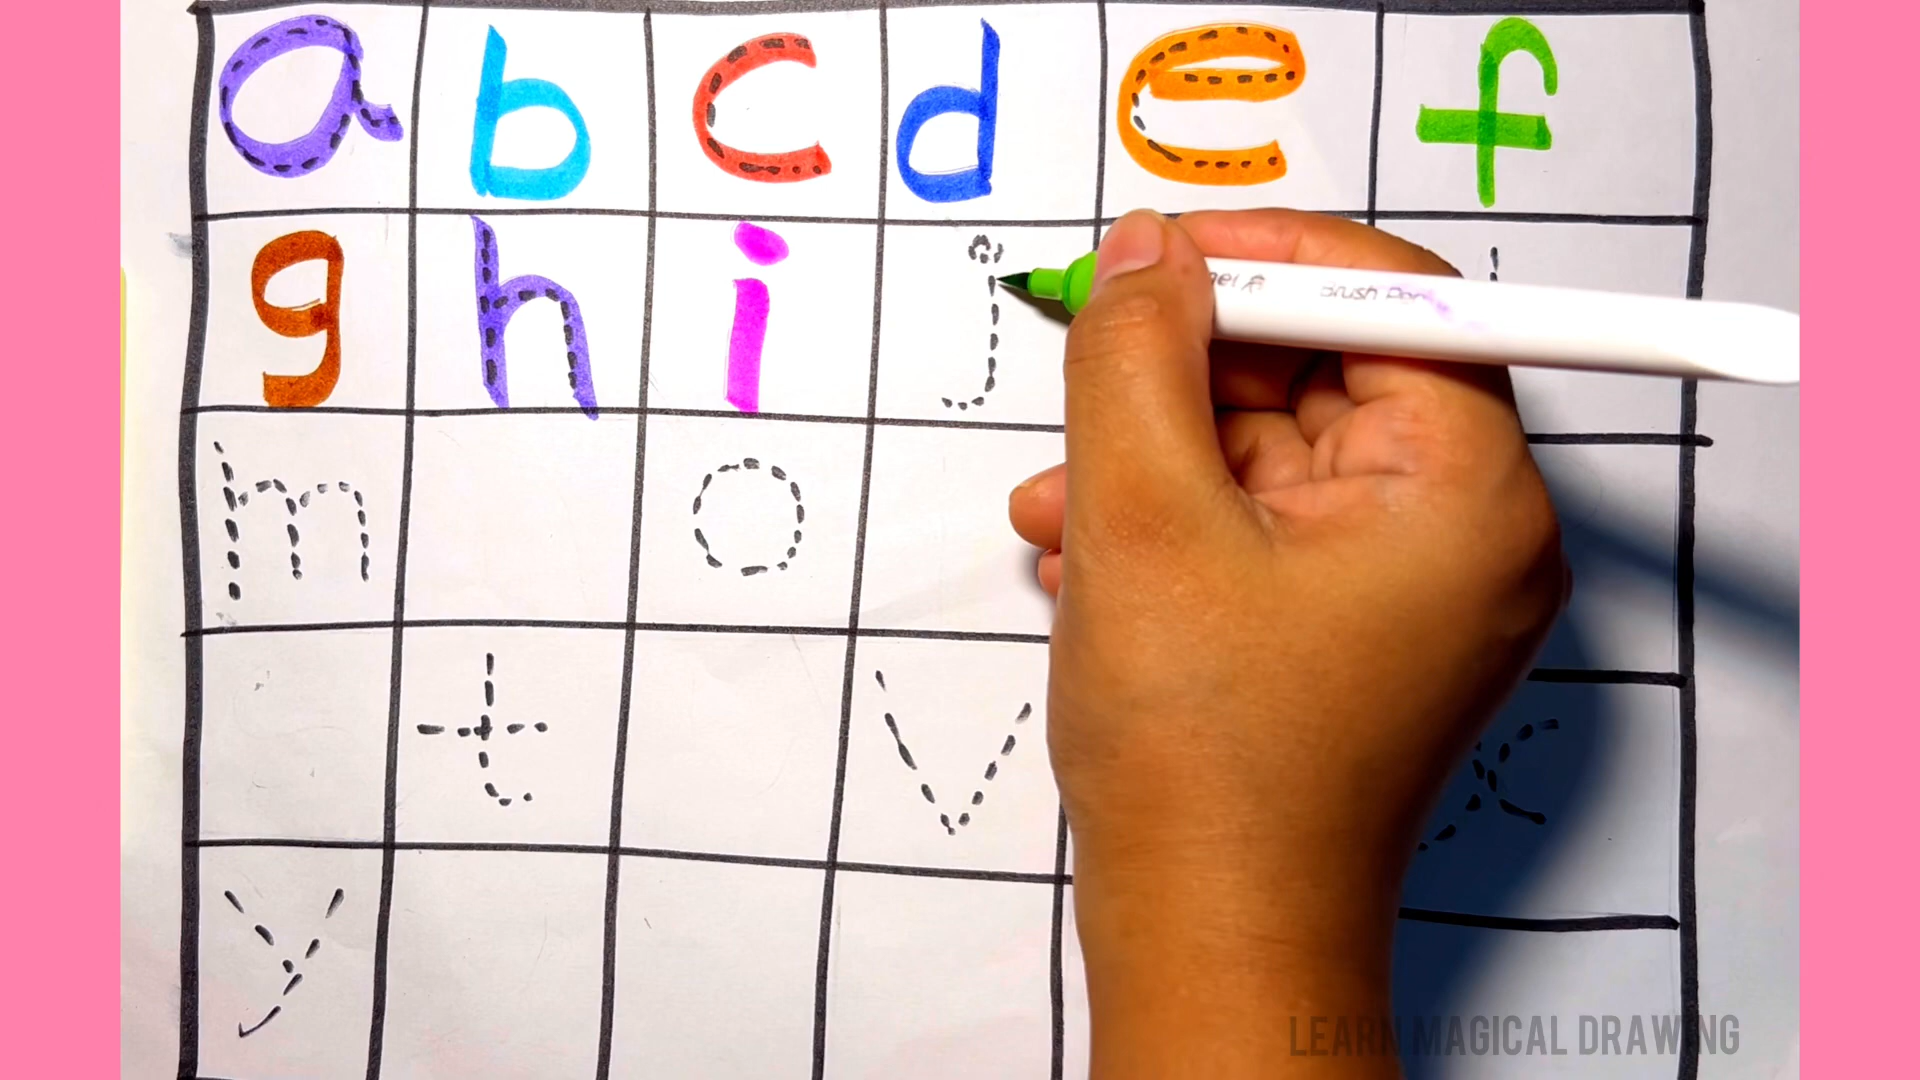 a b c d e f
g h i j
m o
t v x
y
LEARN MAGICAL DRAWING